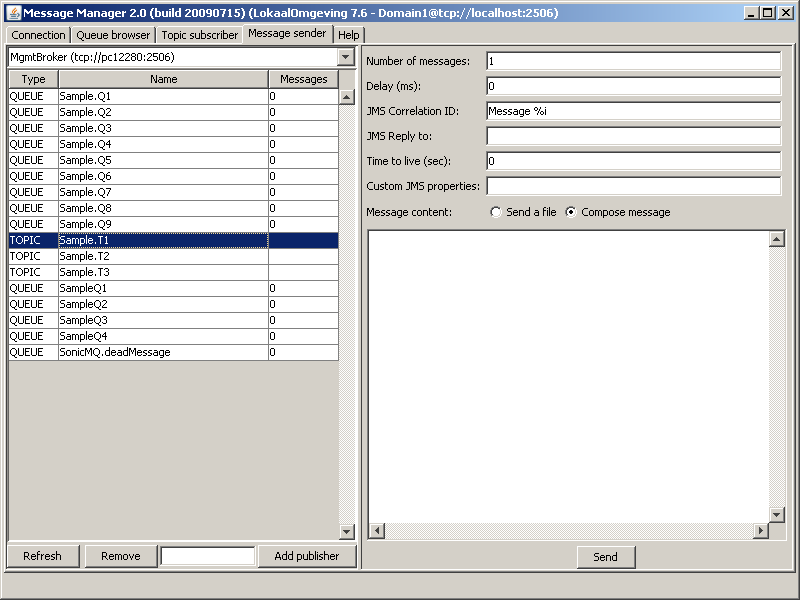 Message Manager 2.0 (build 20090715) (LokaalOmgeving 7.6 - Domain1@tcp://localhost:2506)
Connection Queue browser Topic subscriber Message sender Help
MgmtBroker (tcp://pc12280:2506)
Type Name Messages
QUEUE Sample.Q1 0
QUEUE Sample.Q2 0
QUEUE Sample.Q3 0
QUEUE Sample.Q4 0
QUEUE Sample.Q5 0
QUEUE Sample.Q6 0
QUEUE Sample.Q7 0
QUEUE Sample.Q8 0
QUEUE Sample.Q9 0
TOPIC Sample.T1
TOPIC Sample.T2
TOPIC Sample.T3
QUEUE SampleQ1 0
QUEUE SampleQ2 0
QUEUE SampleQ3 0
QUEUE SampleQ4 0
QUEUE SonicMQ.deadMessage 0
Refresh Remove Add publisher
Number of messages: 1
Delay (ms): 0
JMS Correlation ID: Message %i
JMS Reply to:
Time to live (sec): 0
Custom JMS properties:
Message content: Send a file Compose message
Send